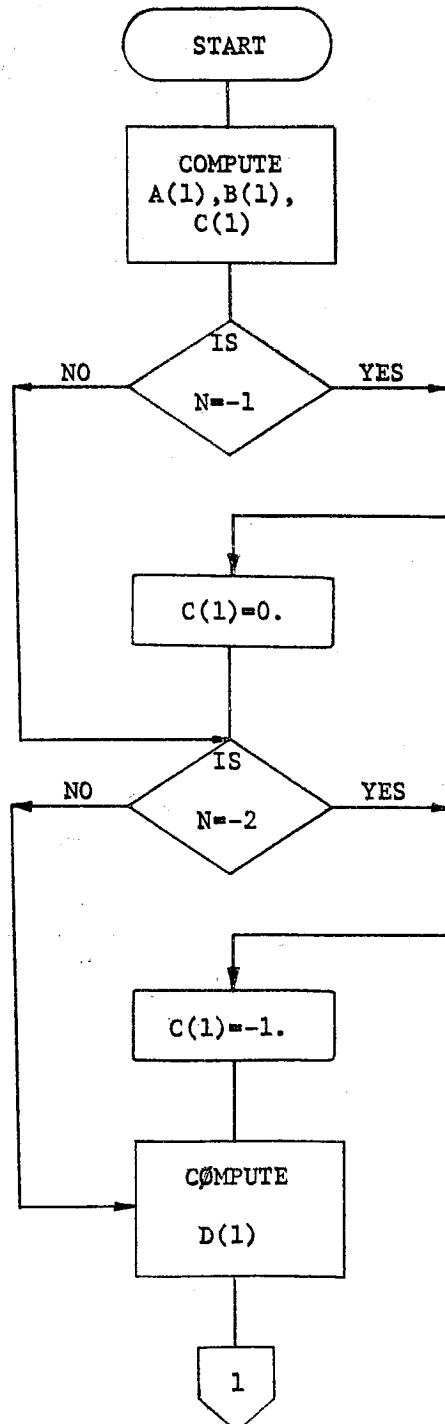 START
COMPUTE
A(1),B(1),
C(1)
IS
NO
YES
N=-1
C(1)=0.
IS
NO
YES
N=-2
C(1)=-1.
CØMPUTE
D(1)
1